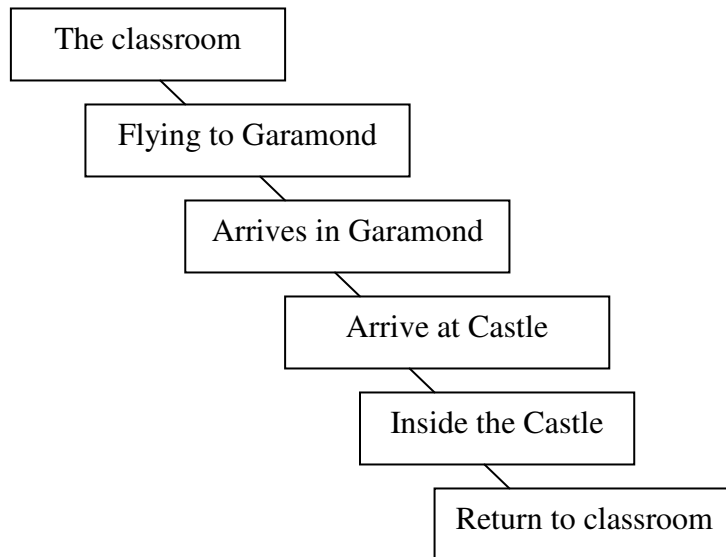 The classroom
Flying to Garamond
Arrives in Garamond
Arrive at Castle
Inside the Castle
Return to classroom